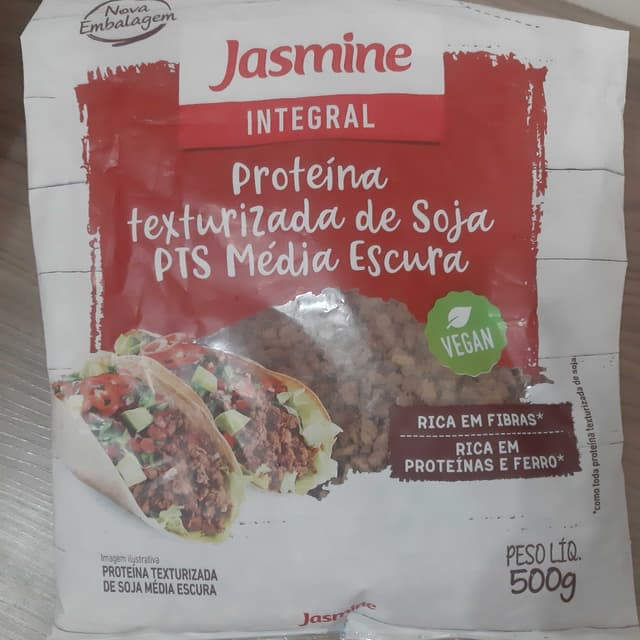 Nova
Embalagem
Jasmine
INTEGRAL
Proteína
texturizada de Soja
PTS Média Escura
VEGAN
RICA EM FIBRAS*
RICA EM
PROTEÍNAS E FERRO*
*como toda proteína texturizada de soja
Imagem ilustrativa
PROTEÍNA TEXTURIZADA
DE SOJA MÉDIA ESCURA
PESO LÍQ.
500g
Jasmine